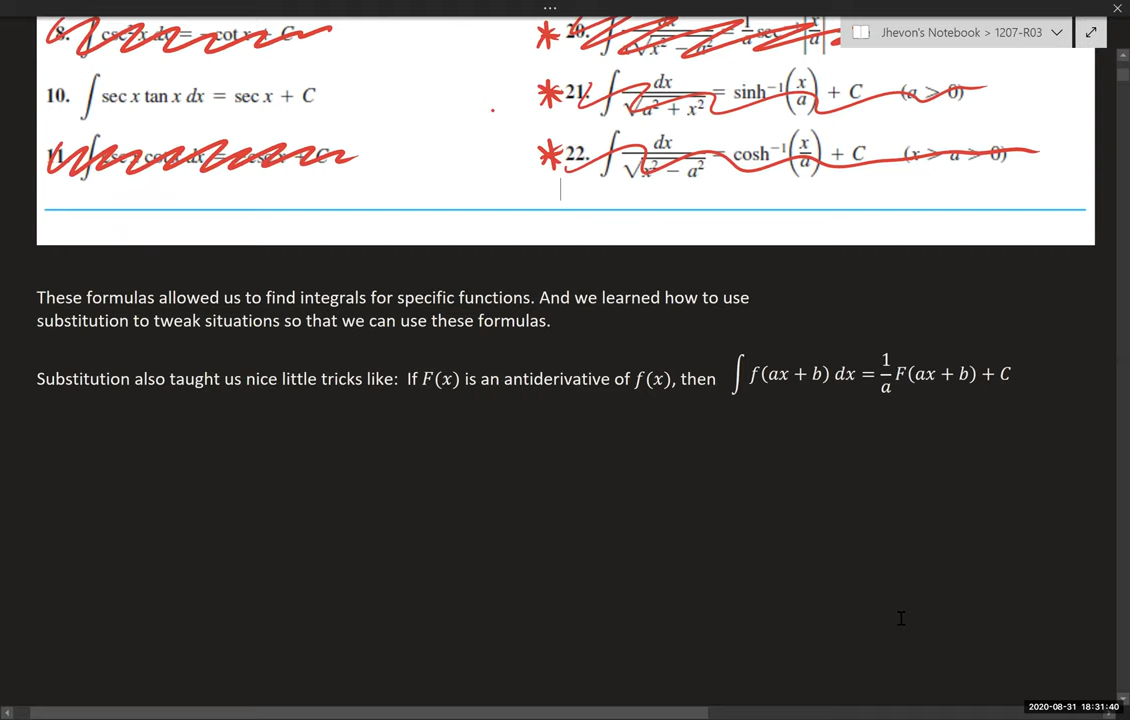 Jhevon's Notebook > 1207-R03
10. ∫ sec x tan x dx = sec x + C
21. ∫ dx/√(a² + x²) = sinh⁻¹(x/a) + C (a > 0)
22. ∫ dx/√(x² − a²) = cosh⁻¹(x/a) + C (x > a > 0)
These formulas allowed us to find integrals for specific functions. And we learned how to use
substitution to tweak situations so that we can use these formulas.
Substitution also taught us nice little tricks like: If F(x) is an antiderivative of f(x), then ∫ f(ax + b) dx = 1/a F(ax + b) + C
2020-08-31 18:31:40